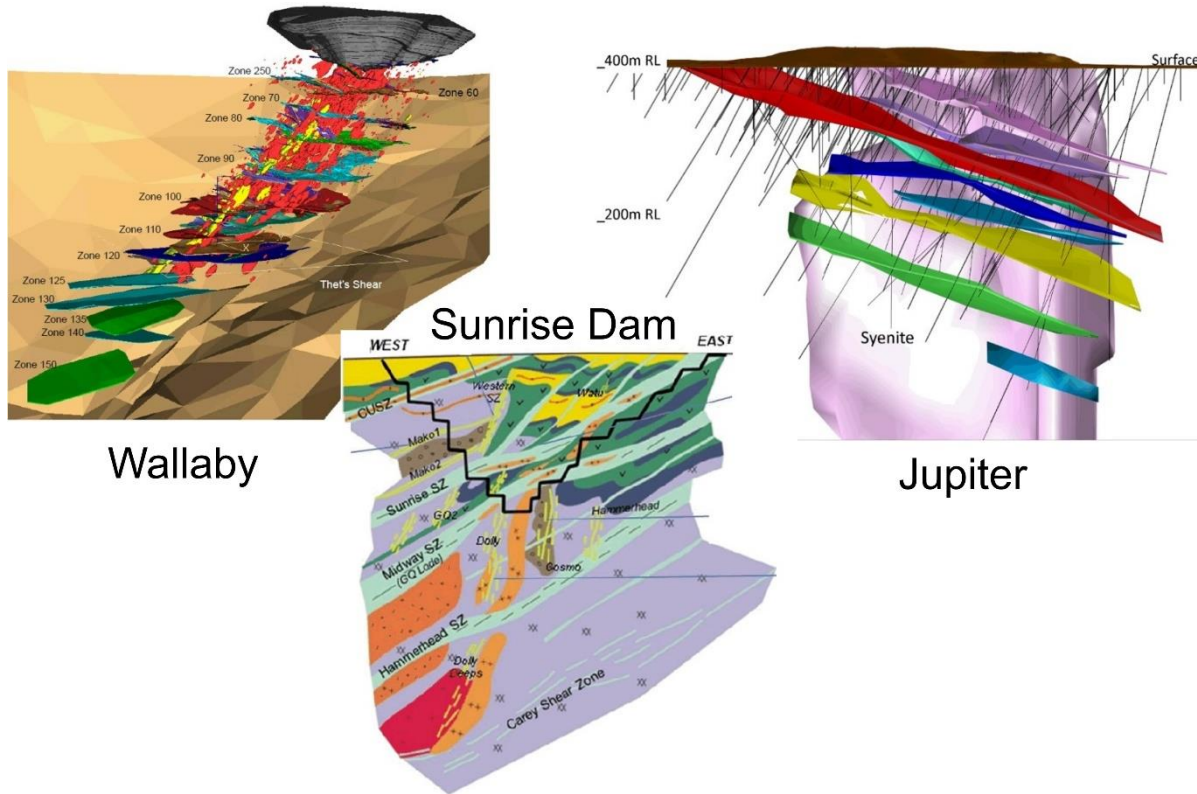 Zone 250
Zone 70
Zone 60
Zone 80
Zone 90
Zone 100
Zone 110
X
Zone 120
Zone 125
Zone 130
Zone 135
Zone 140
Zone 150
Thet's Shear
Wallaby
_400m RL
Surface
_200m RL
Syenite
Jupiter
Sunrise Dam
WEST
EAST
Western
SZ
Watu
CUSZ
Mako1
Mako2
Sunrise SZ
GQ2
Hammerhead
Midway SZ
(GQ Lode)
Dolly
Cosmo
Hammerhead SZ
Dolly
Deeps
Carey Shear Zone